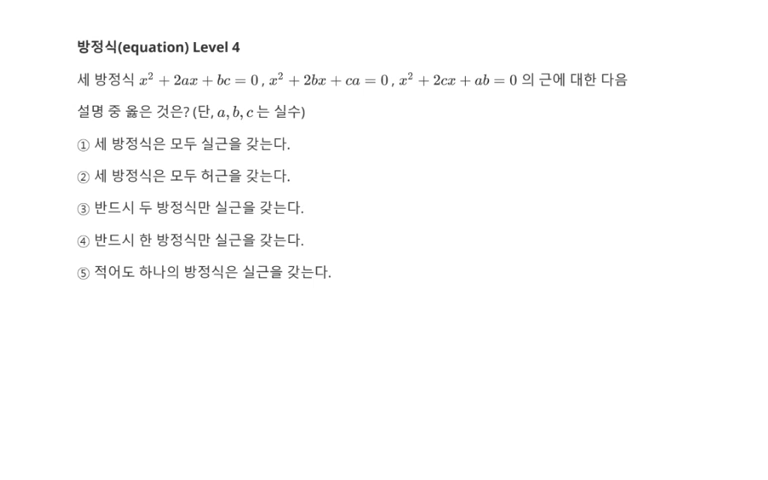 방정식(equation) Level 4
세 방정식 x² + 2ax + bc = 0 , x² + 2bx + ca = 0 , x² + 2cx + ab = 0 의 근에 대한 다음
설명 중 옳은 것은? (단, a, b, c 는 실수)
① 세 방정식은 모두 실근을 갖는다.
② 세 방정식은 모두 허근을 갖는다.
③ 반드시 두 방정식만 실근을 갖는다.
④ 반드시 한 방정식만 실근을 갖는다.
⑤ 적어도 하나의 방정식은 실근을 갖는다.